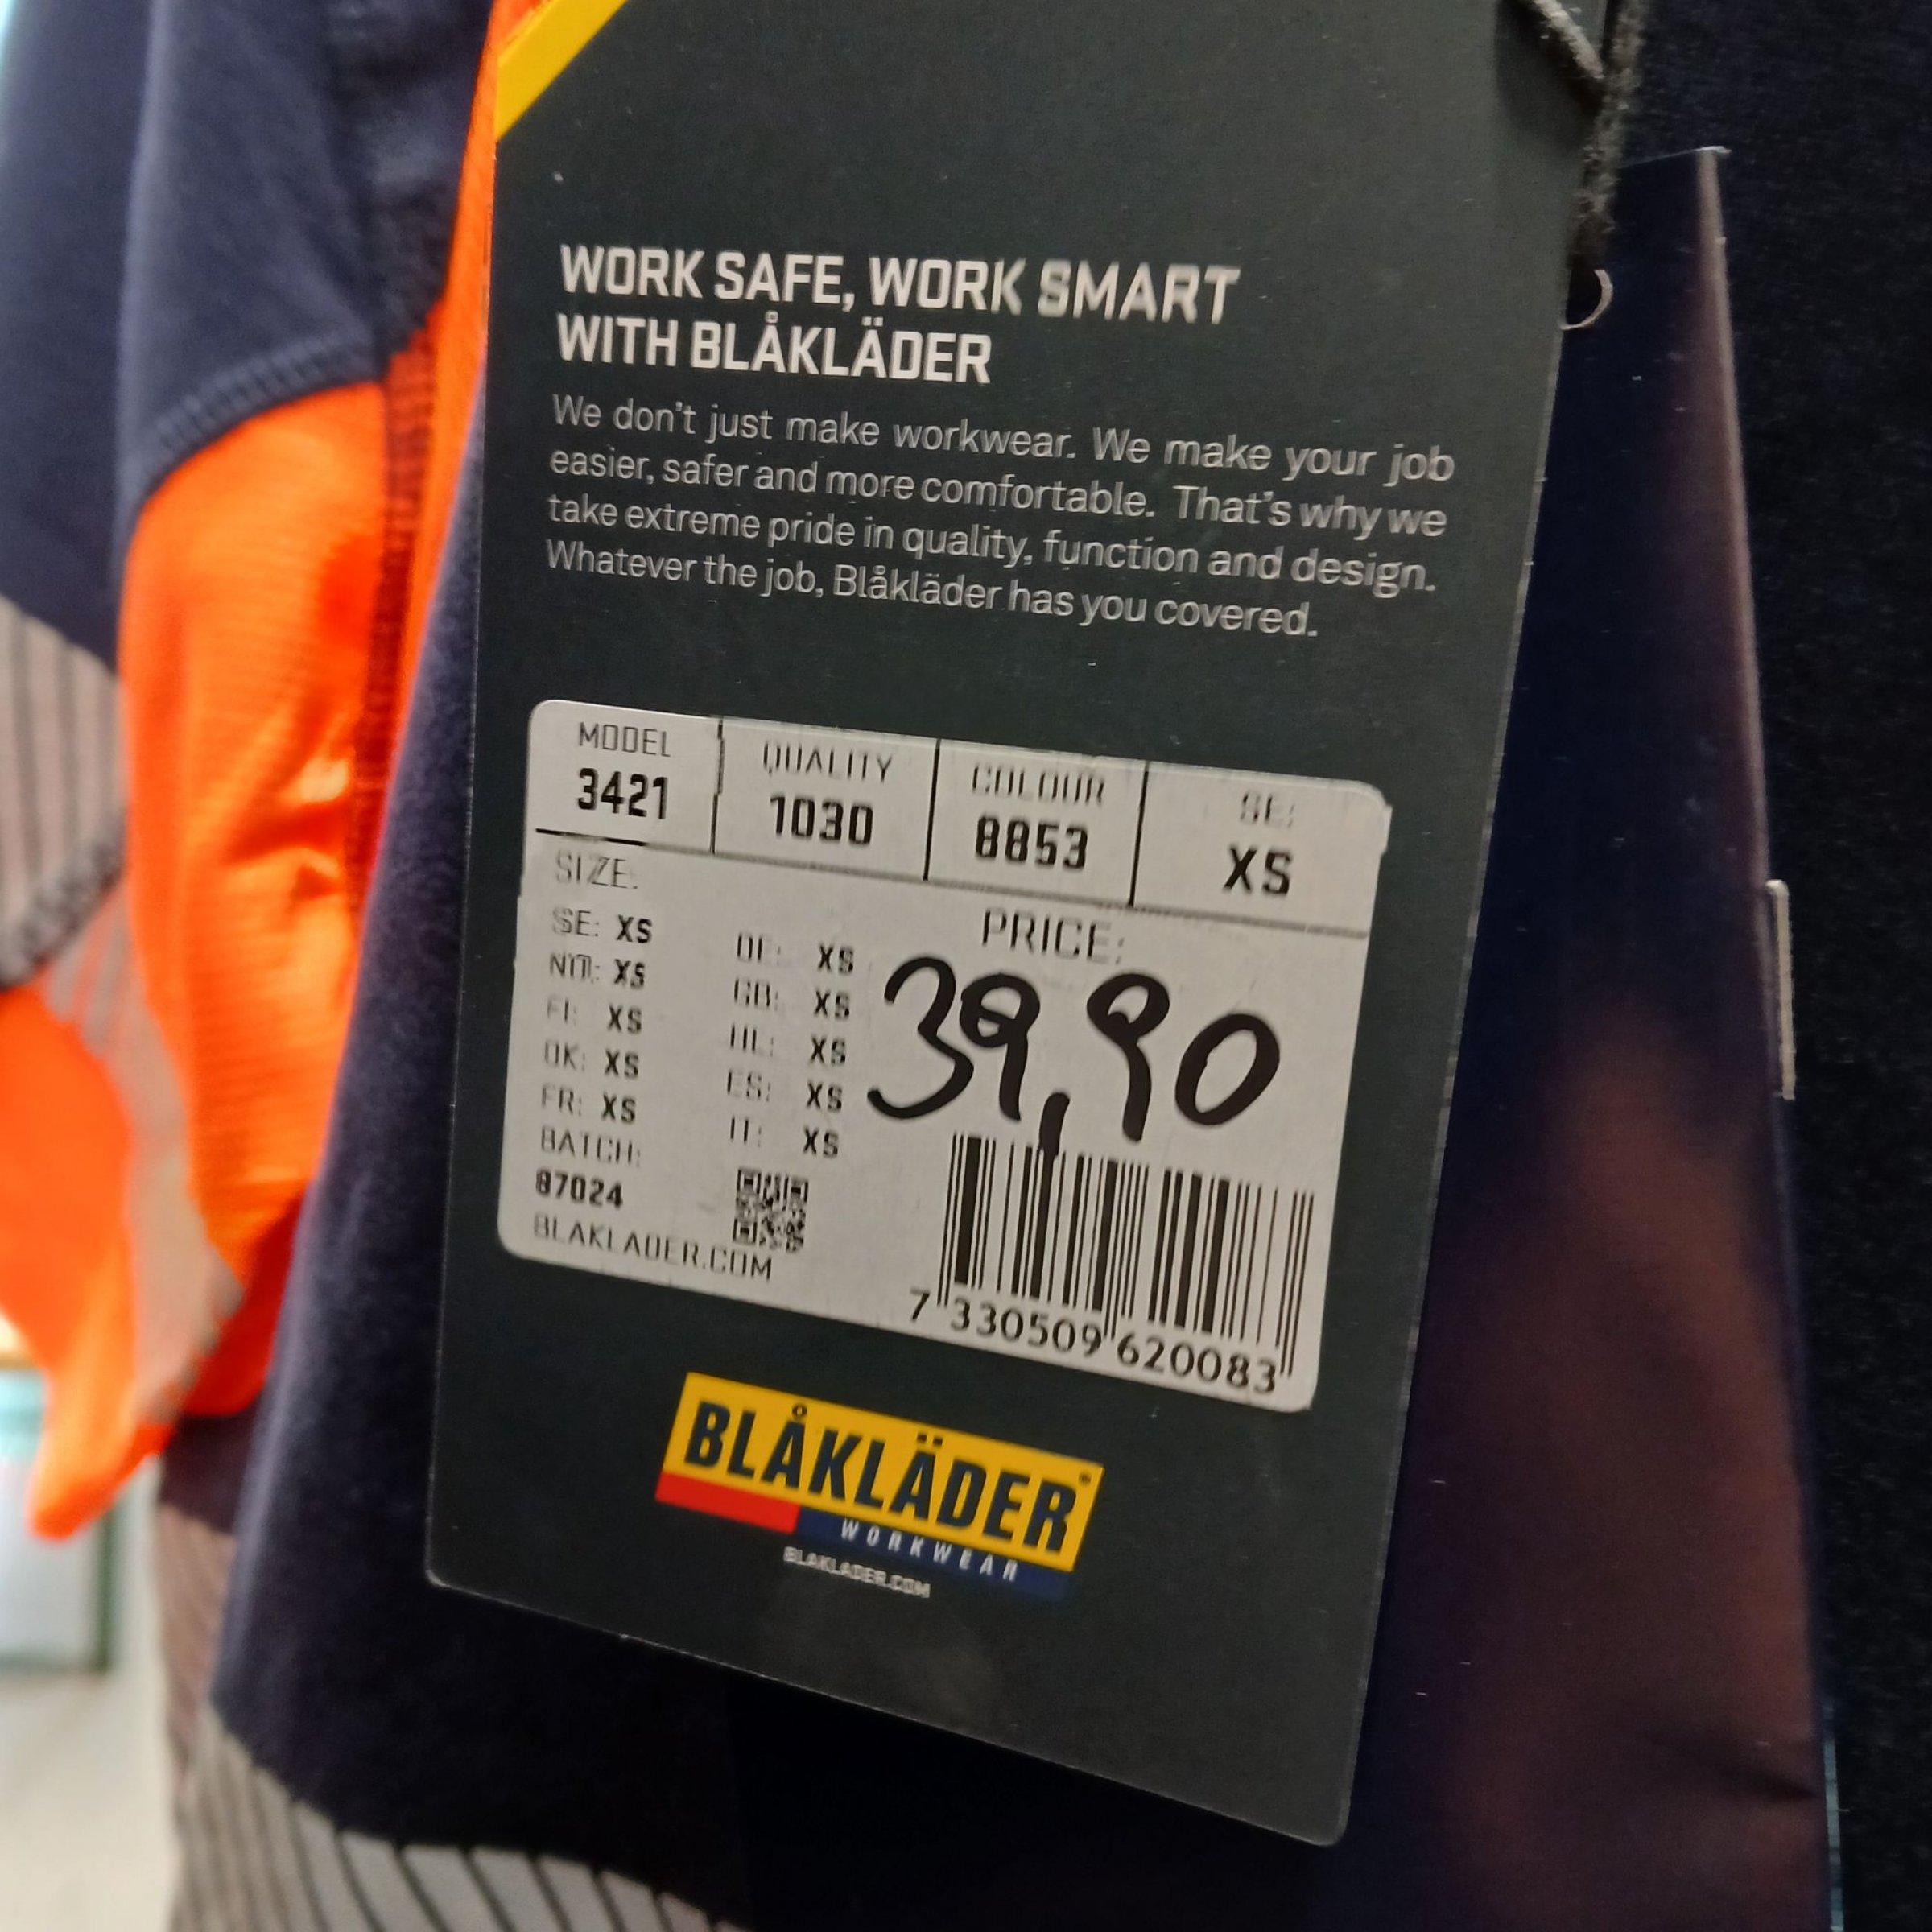 WORK SAFE, WORK SMART
WITH BLÅKLÄDER
We don't just make workwear. We make your job
easier, safer and more comfortable. That's why we
take extreme pride in quality, function and design.
Whatever the job, Blåkläder has you covered.
MODEL QUALITY COLOUR SE:
3421 1030 8853 XS
SIZE: PRICE:
39,90
SE: XS DE: XS
NO: XS GB: XS
FI: XS NL: XS
DK: XS ES: XS
FR: XS IT: XS
BATCH:
87024
BLAKLADER.COM
7 330509 620083
BLÅKLÄDER
WORKWEAR
BLAKLADER.COM